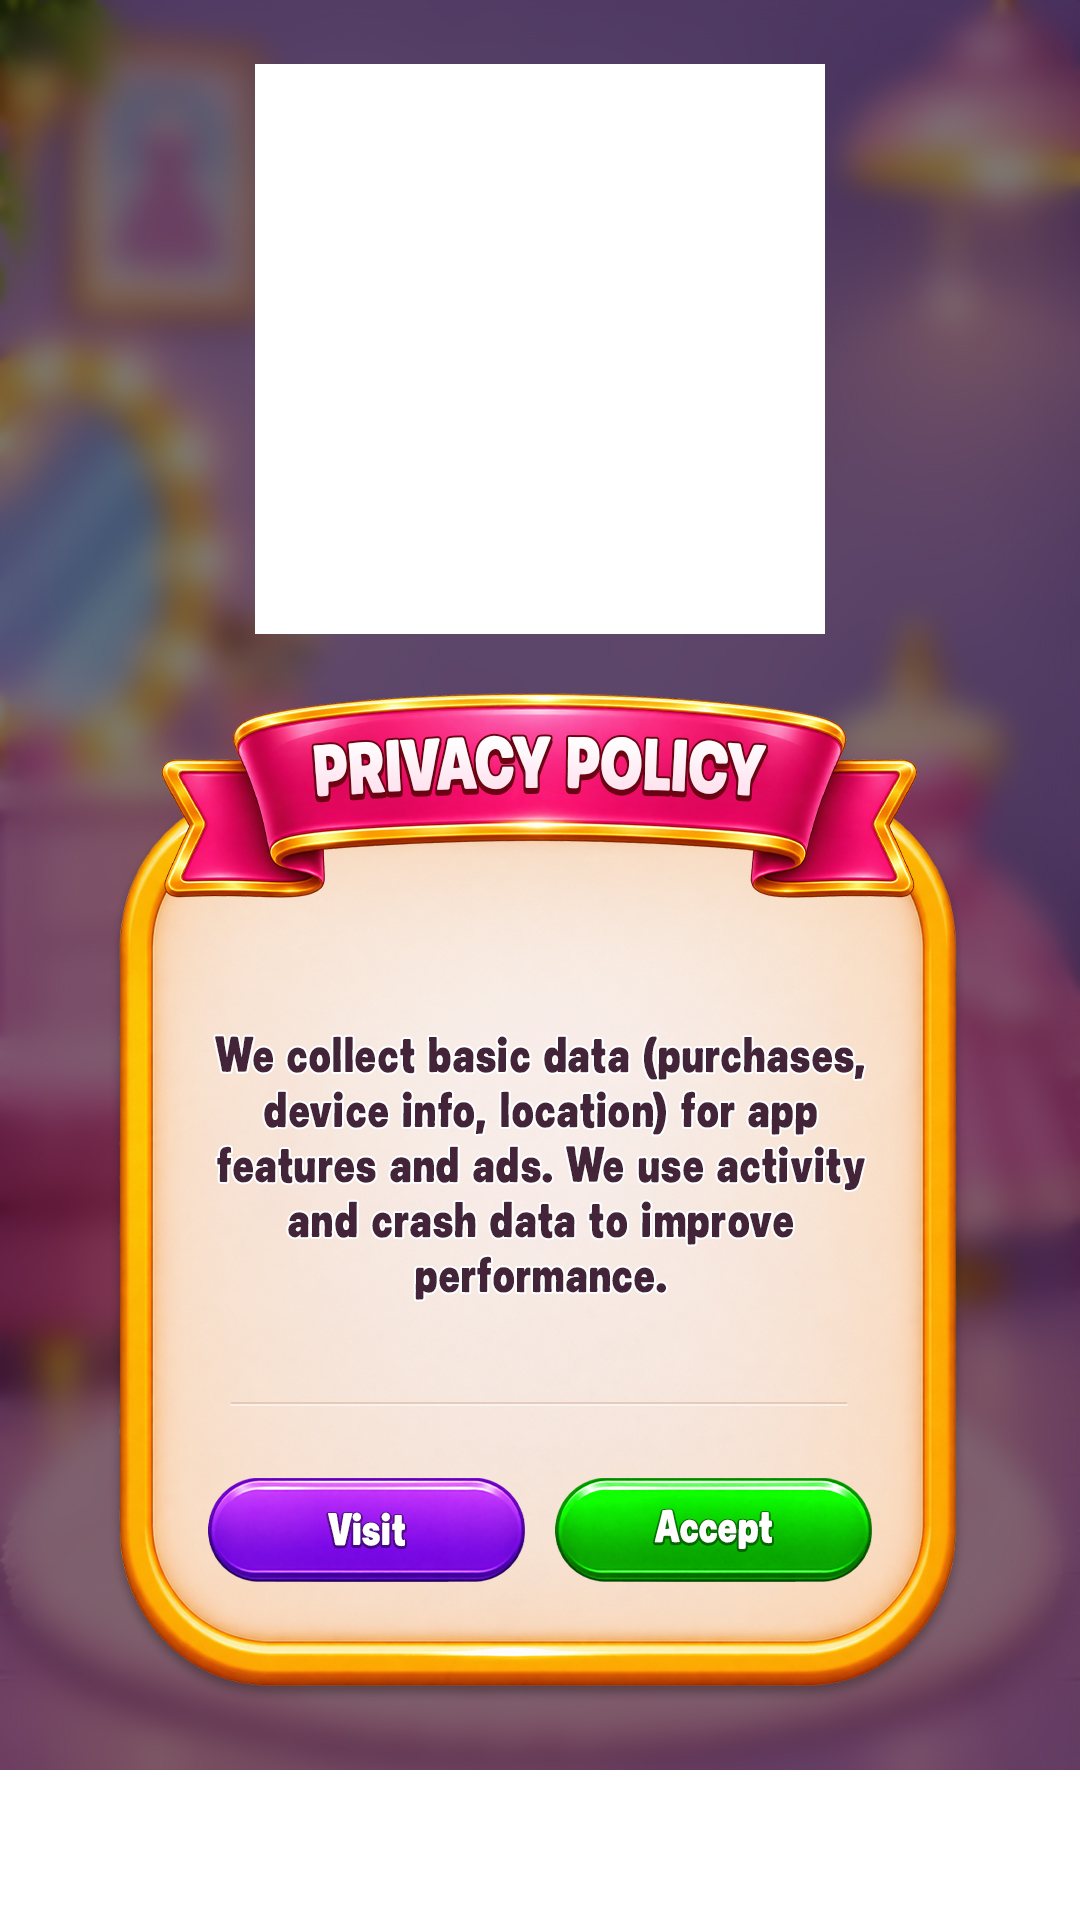 PRIVACY POLICY
We collect basic data (purchases,
device info, location) for app
features and ads. We use activity
and crash data to improve
performance.
Visit
Accept